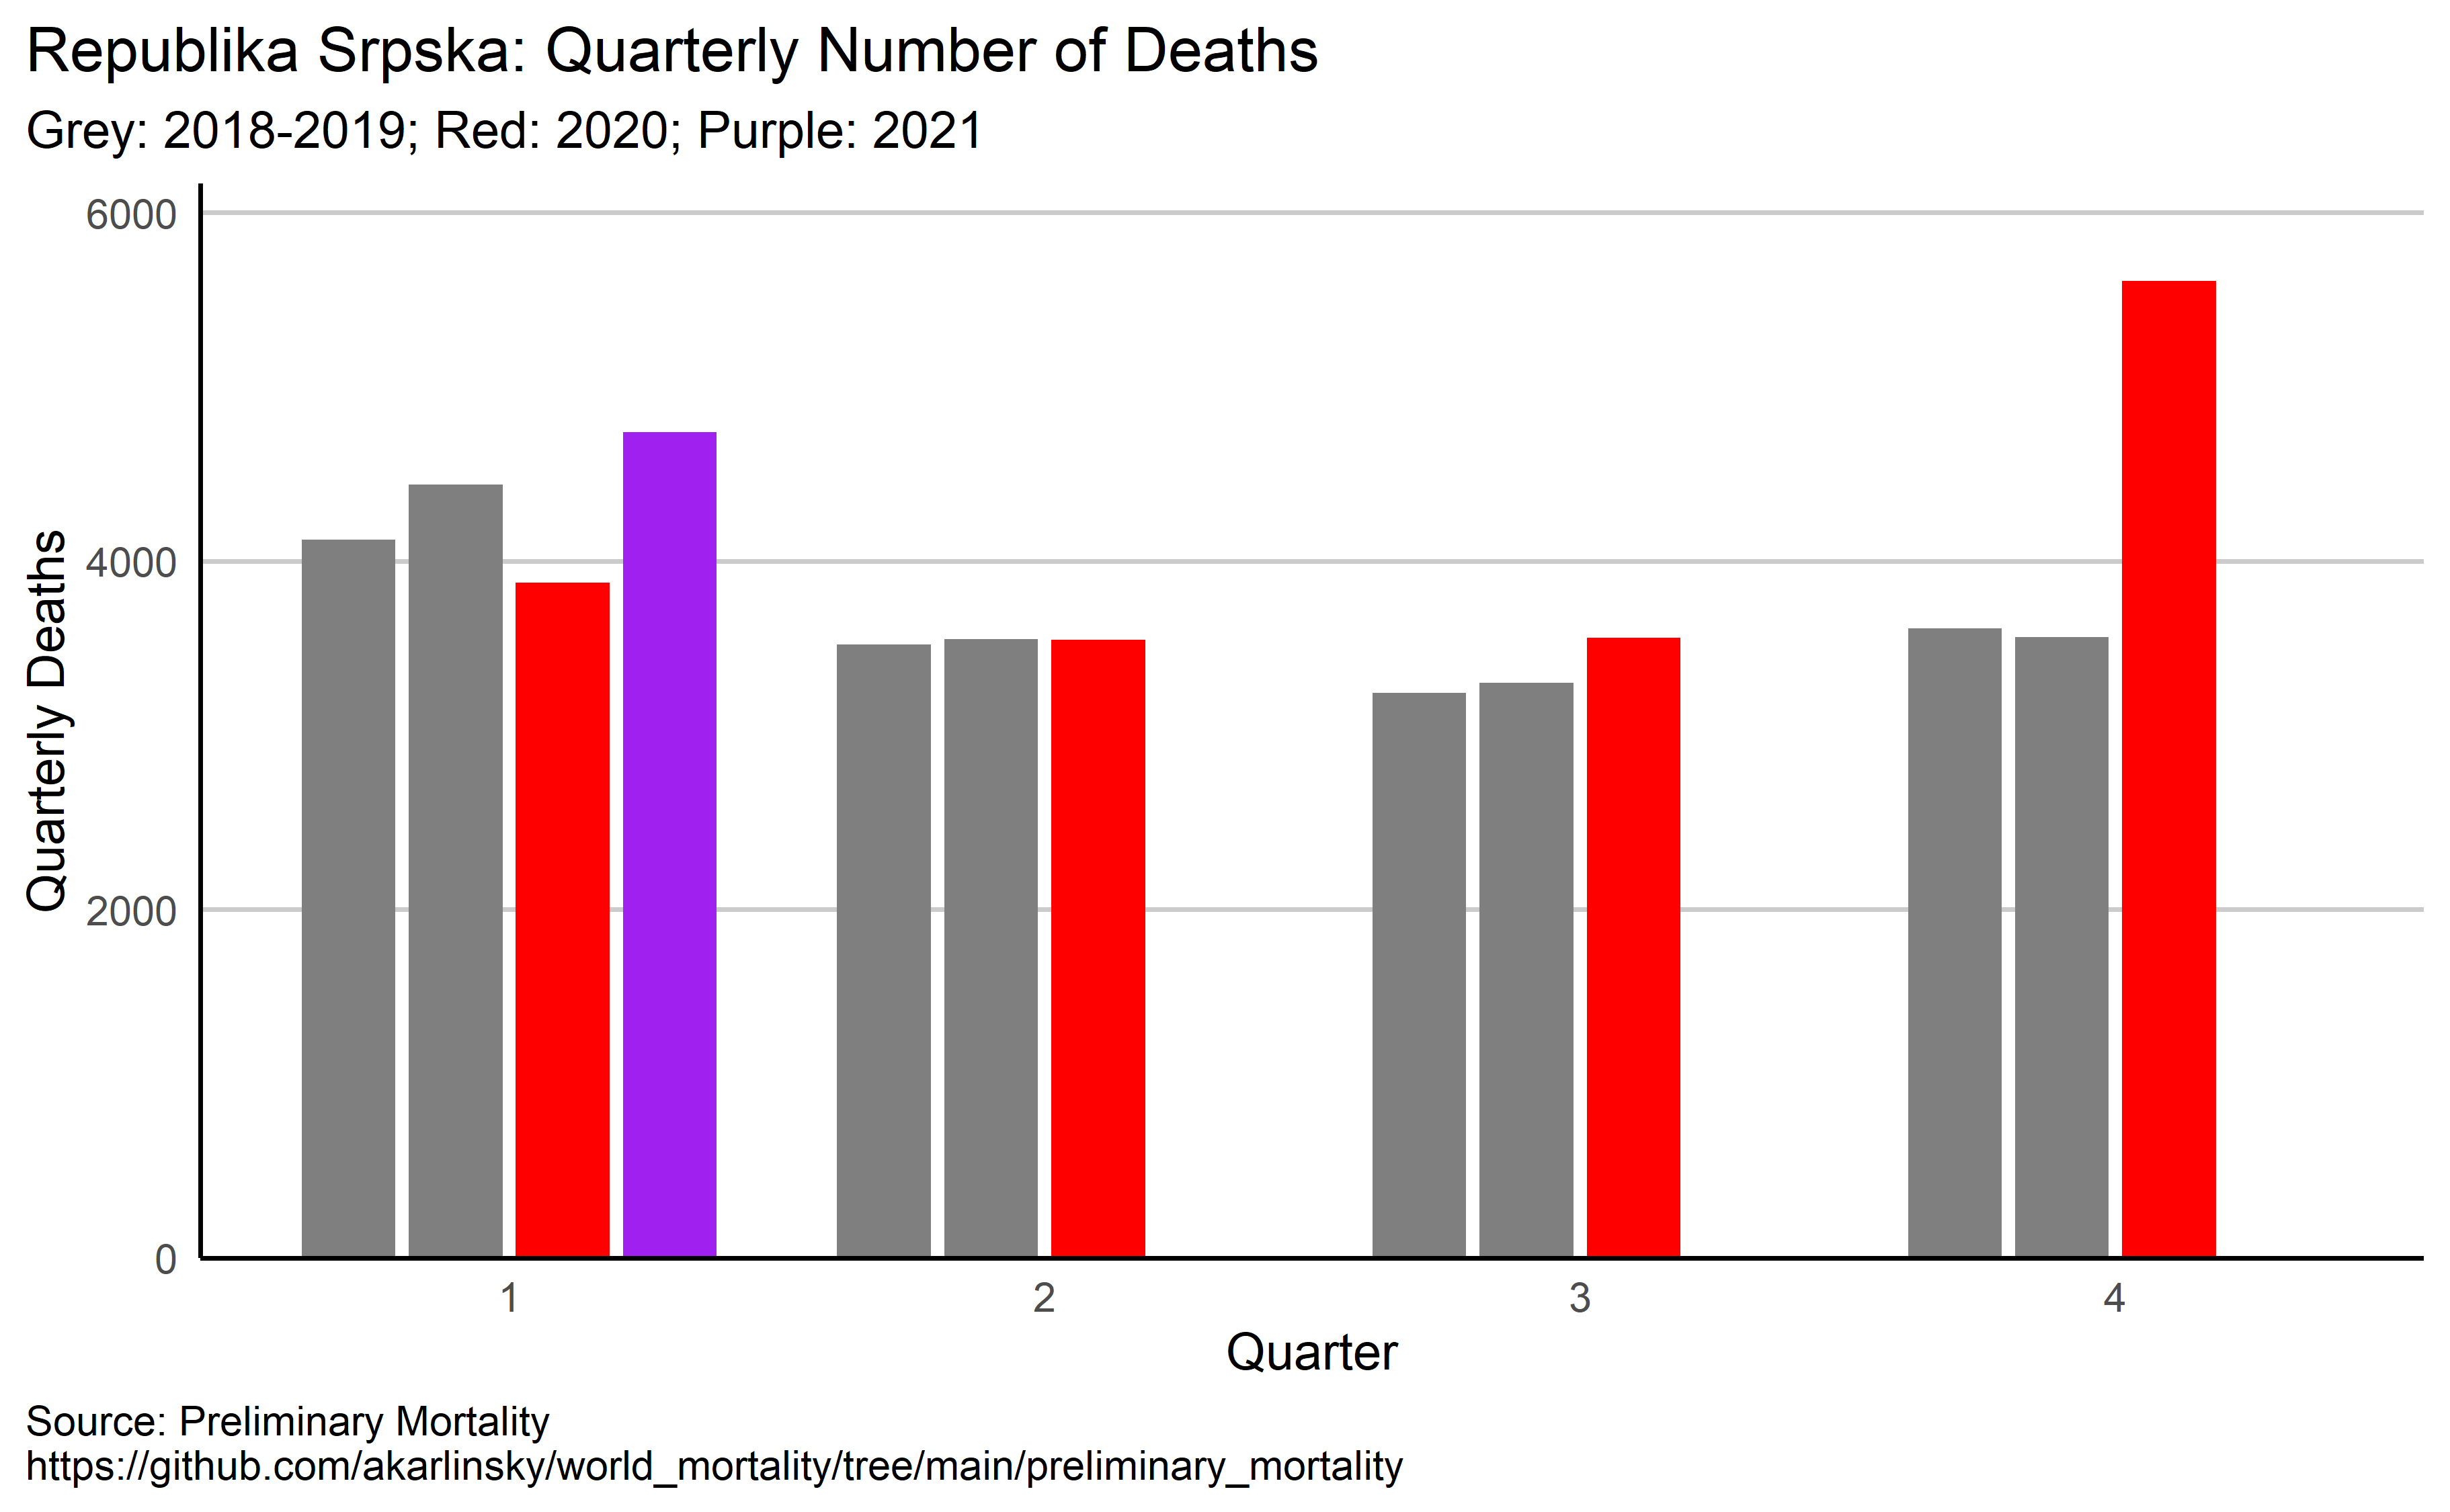 Republika Srpska: Quarterly Number of Deaths
Grey: 2018-2019; Red: 2020; Purple: 2021
6000
4000
2000
0
Quarterly Deaths
1 2 3 4
Quarter
Source: Preliminary Mortality
https://github.com/akarlinsky/world_mortality/tree/main/preliminary_mortality